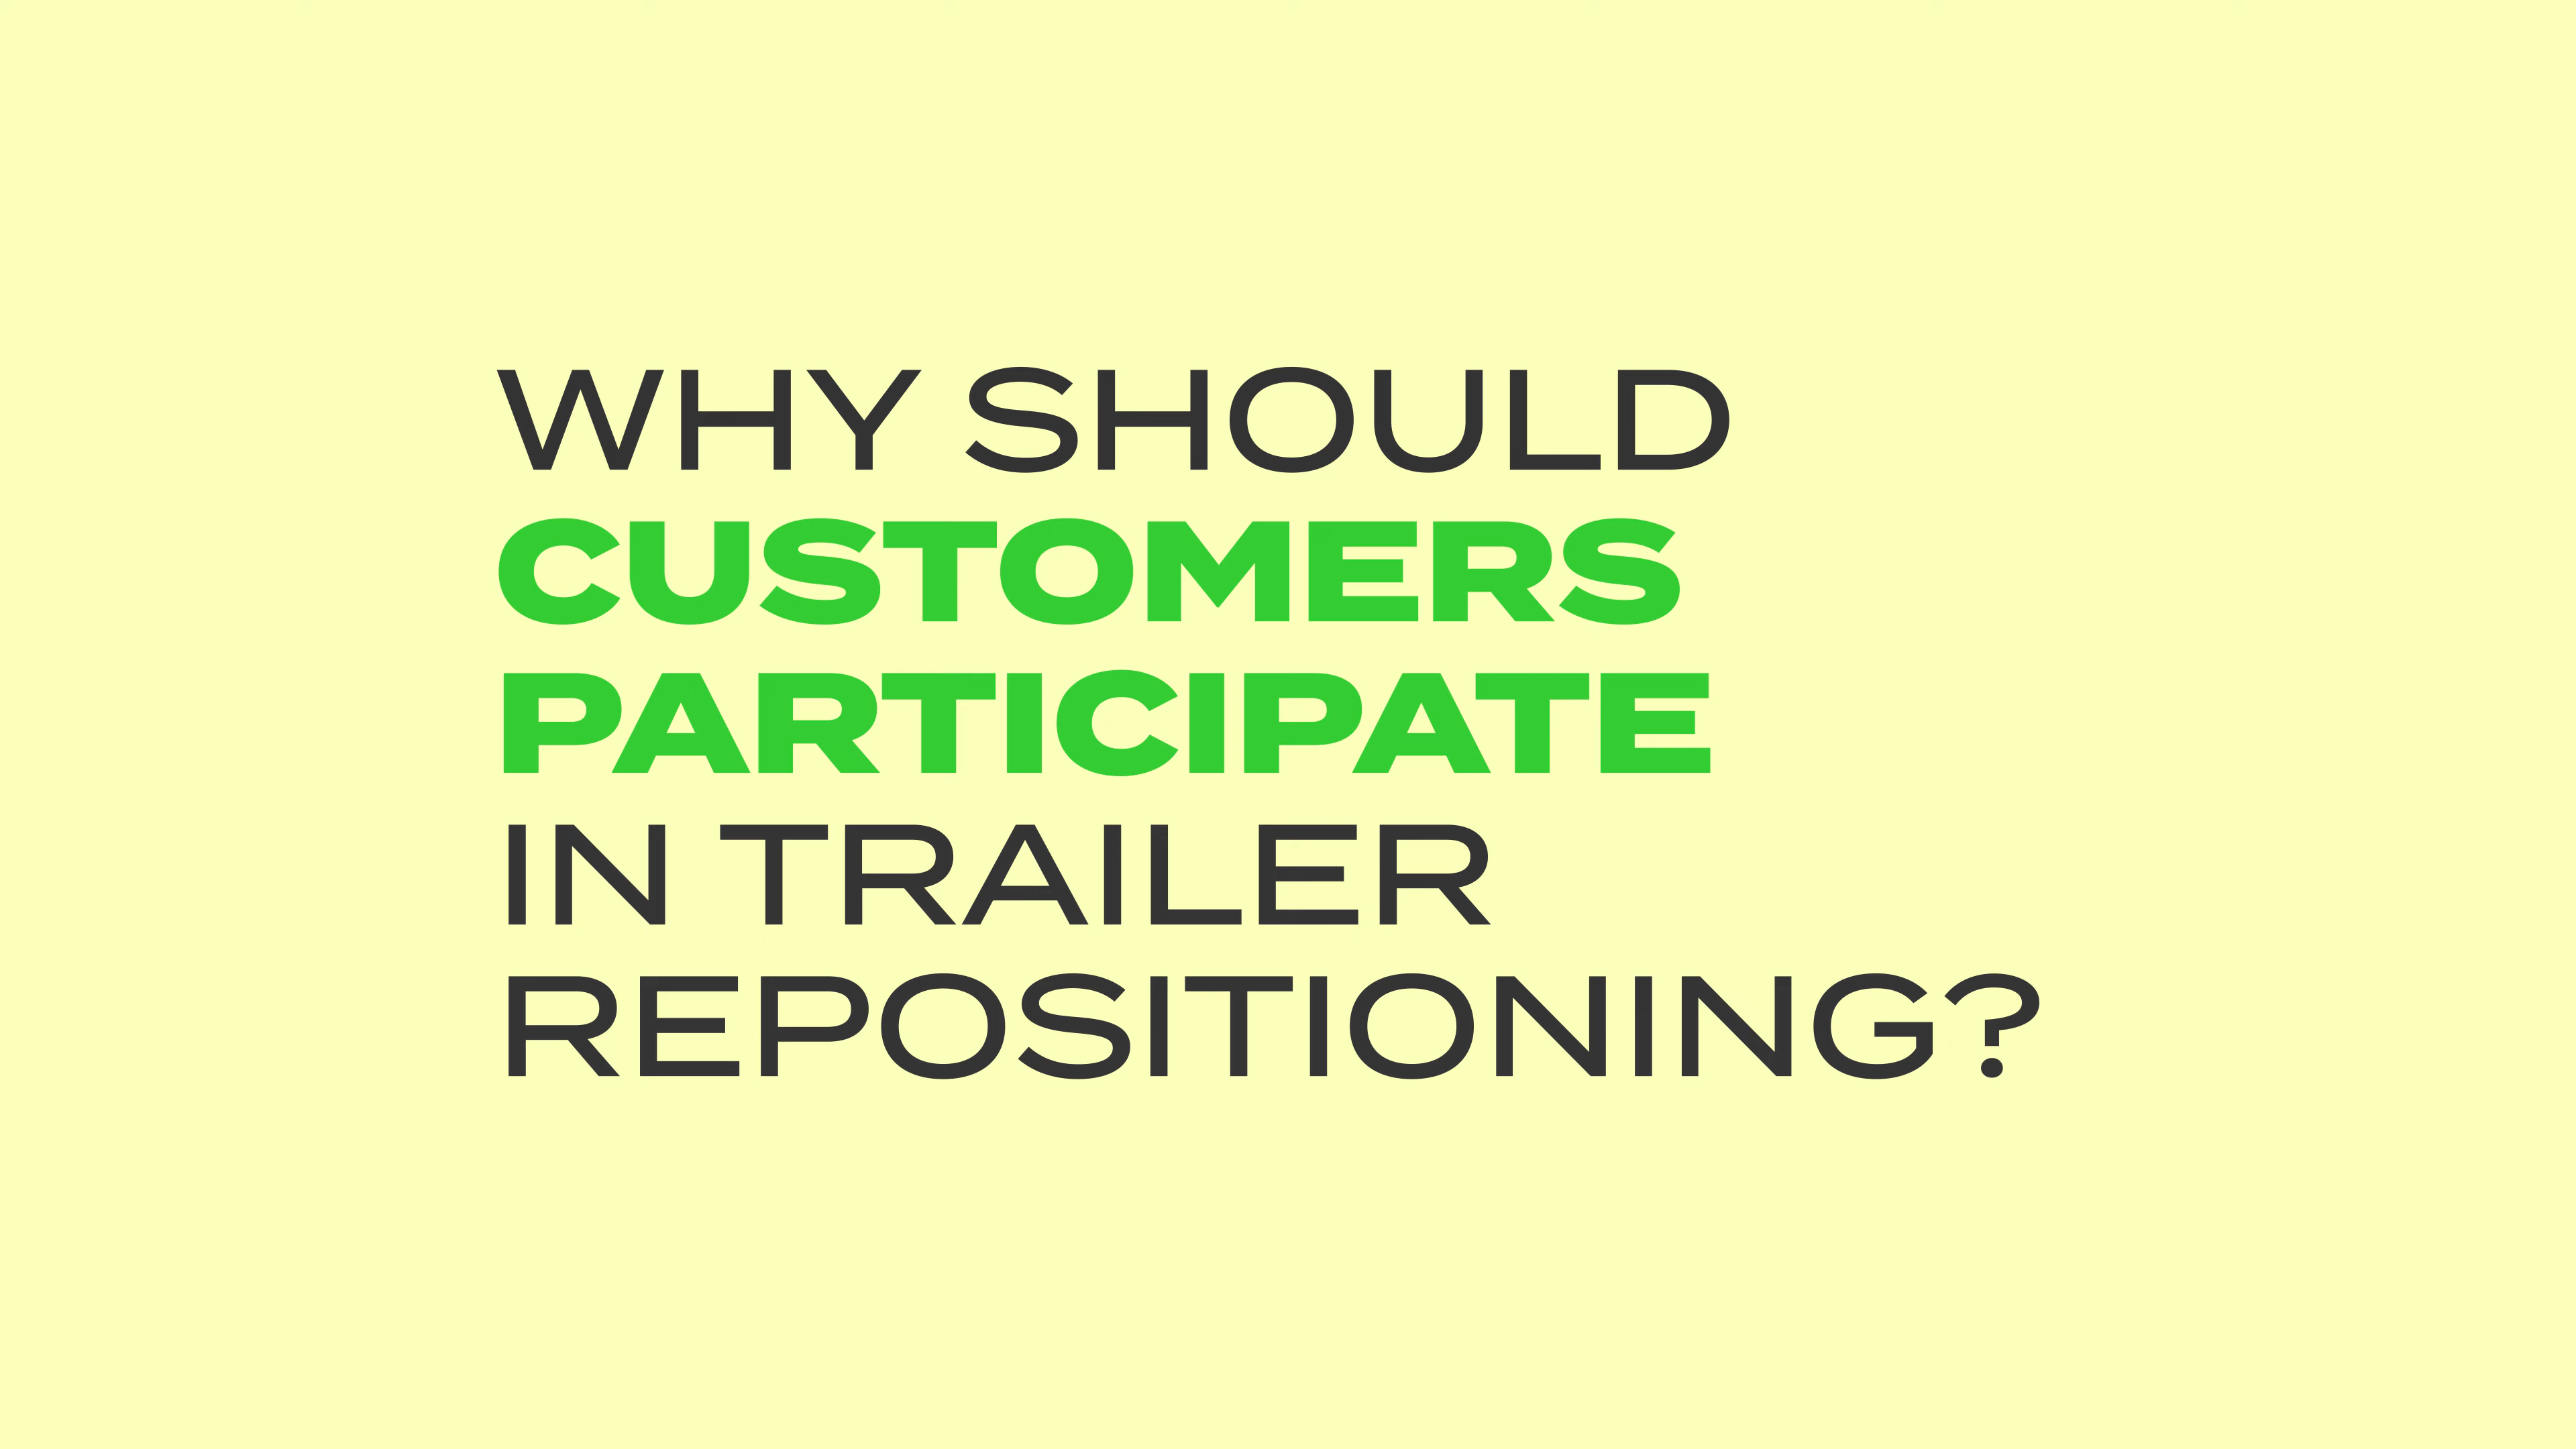 WHY SHOULD
CUSTOMERS
PARTICIPATE
IN TRAILER
REPOSITIONING?